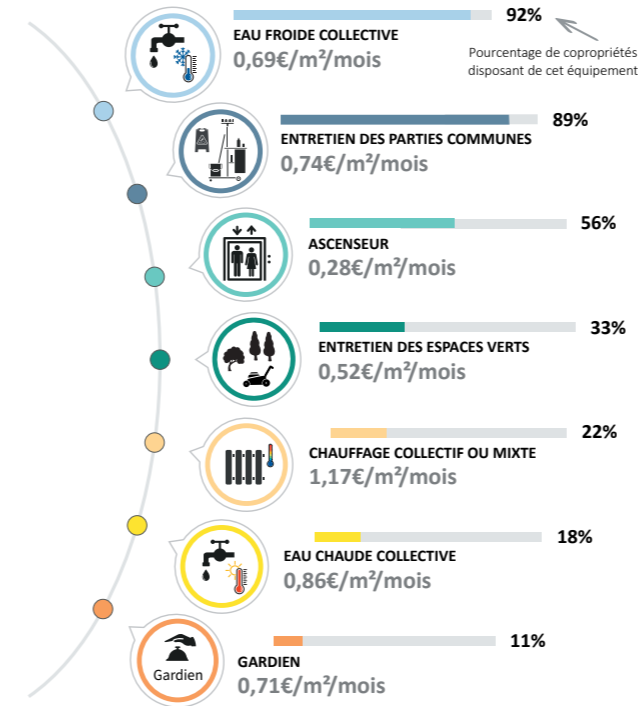 92%
EAU FROIDE COLLECTIVE
0,69€/m²/mois
Pourcentage de copropriétés
disposant de cet équipement
89%
ENTRETIEN DES PARTIES COMMUNES
0,74€/m²/mois
56%
ASCENSEUR
0,28€/m²/mois
33%
ENTRETIEN DES ESPACES VERTS
0,52€/m²/mois
22%
CHAUFFAGE COLLECTIF OU MIXTE
1,17€/m²/mois
18%
EAU CHAUDE COLLECTIVE
0,86€/m²/mois
11%
Gardien
GARDIEN
0,71€/m²/mois